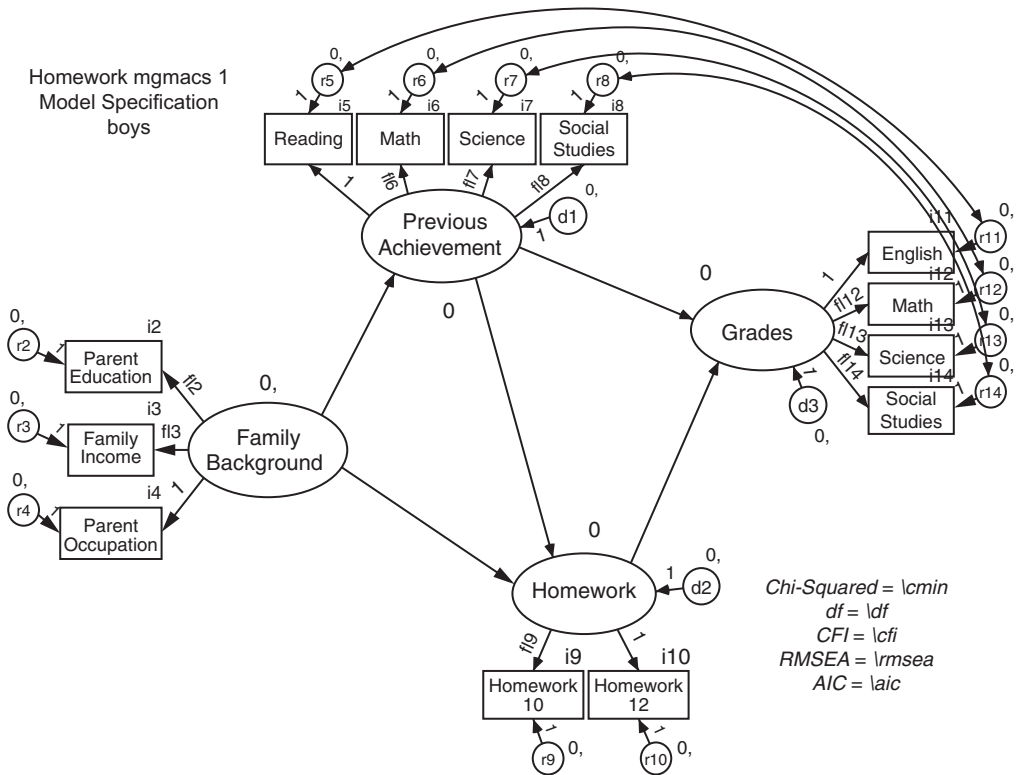 Homework mgmacs 1
Model Specification
boys
0,
0,
0,
0,
r5
r6
r7
r8
1
1
1
1
i5
i6
i7
i8
Reading
Math
Science
Social
Studies
1
fl6
fl7
fl8
Previous
Achievement
0
0,
d1
1
0,
r11
1
i11
English
0,
r12
1
i12
Math
0,
r13
1
i13
Science
0,
r14
i14
Social
Studies
1
fl12
fl13
fl14
0
Grades
1
d3
0,
0,
r2
1
i2
Parent
Education
fl2
0,
r3
1
i3
Family
Income
fl3
0,
r4
1
i4
Parent
Occupation
1
0,
Family
Background
0
Homework
1
0,
d2
fl9
1
i9
i10
Homework
10
Homework
12
1
1
r9
0,
r10
0,
Chi-Squared = \cmin
df = \df
CFI = \cfi
RMSEA = \rmsea
AIC = \aic